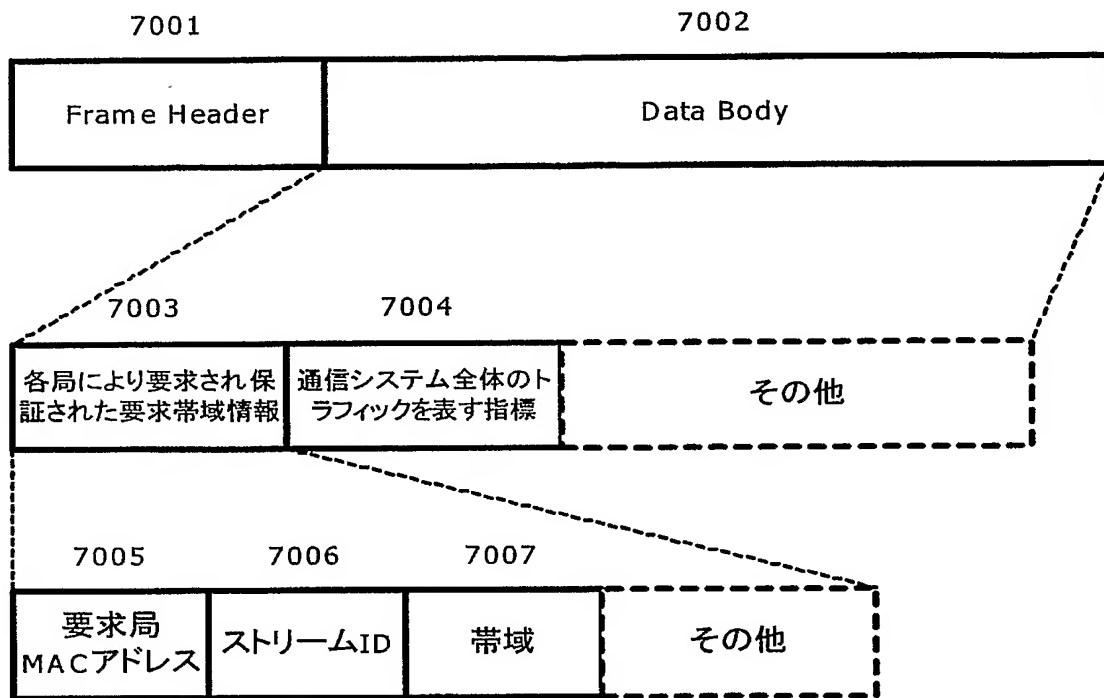 7001
7002
Frame Header
Data Body
7003
7004
各局により要求され保
証された要求帯域情報
通信システム全体のト
ラフィックを表す指標
その他
7005
7006
7007
要求局
MACアドレス
ストリームID
帯域
その他